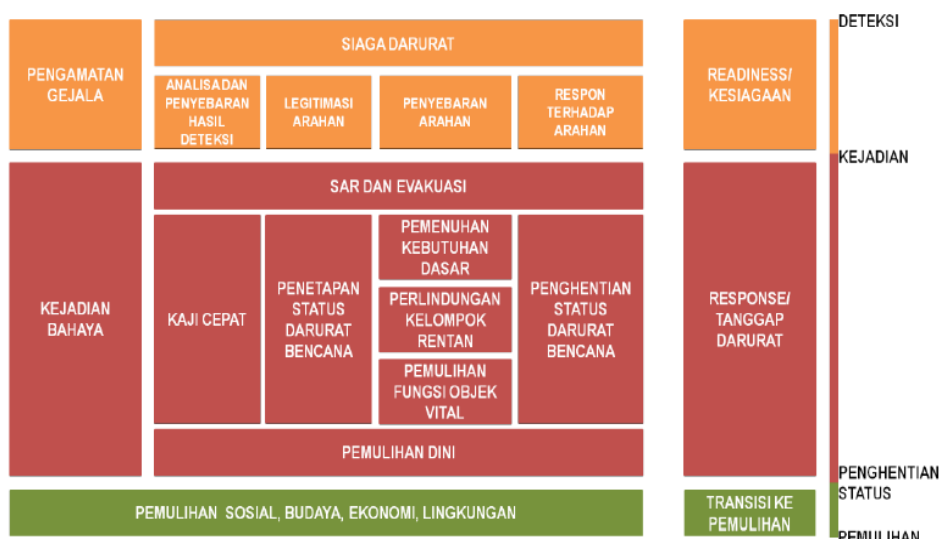 DETEKSI
PENGAMATAN
GEJALA
SIAGA DARURAT
ANALISA DAN
PENYEBARAN
HASIL
DETEKSI
LEGITIMASI
ARAHAN
PENYEBARAN
ARAHAN
RESPON
TERHADAP
ARAHAN
READINESS/
KESIAGAAN
KEJADIAN
KEJADIAN
BAHAYA
SAR DAN EVAKUASI
KAJI CEPAT
PENETAPAN
STATUS
DARURAT
BENCANA
PEMENUHAN
KEBUTUHAN
DASAR
PERLINDUNGAN
KELOMPOK
RENTAN
PEMULIHAN
FUNGSI OBJEK
VITAL
PENGHENTIAN
STATUS
DARURAT
BENCANA
PEMULIHAN DINI
RESPONSE/
TANGGAP
DARURAT
PENGHENTIAN
STATUS
PEMULIHAN SOSIAL, BUDAYA, EKONOMI, LINGKUNGAN
TRANSISI KE
PEMULIHAN
PEMULIHAN